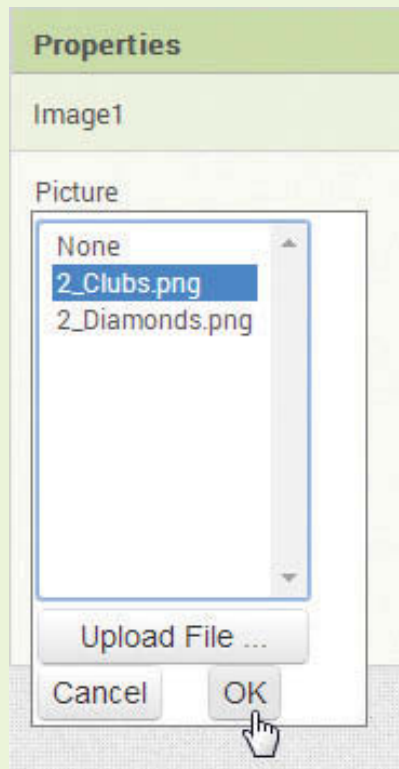 Properties
Image1
Picture
None
2_Clubs.png
2_Diamonds.png
Upload File ...
Cancel OK